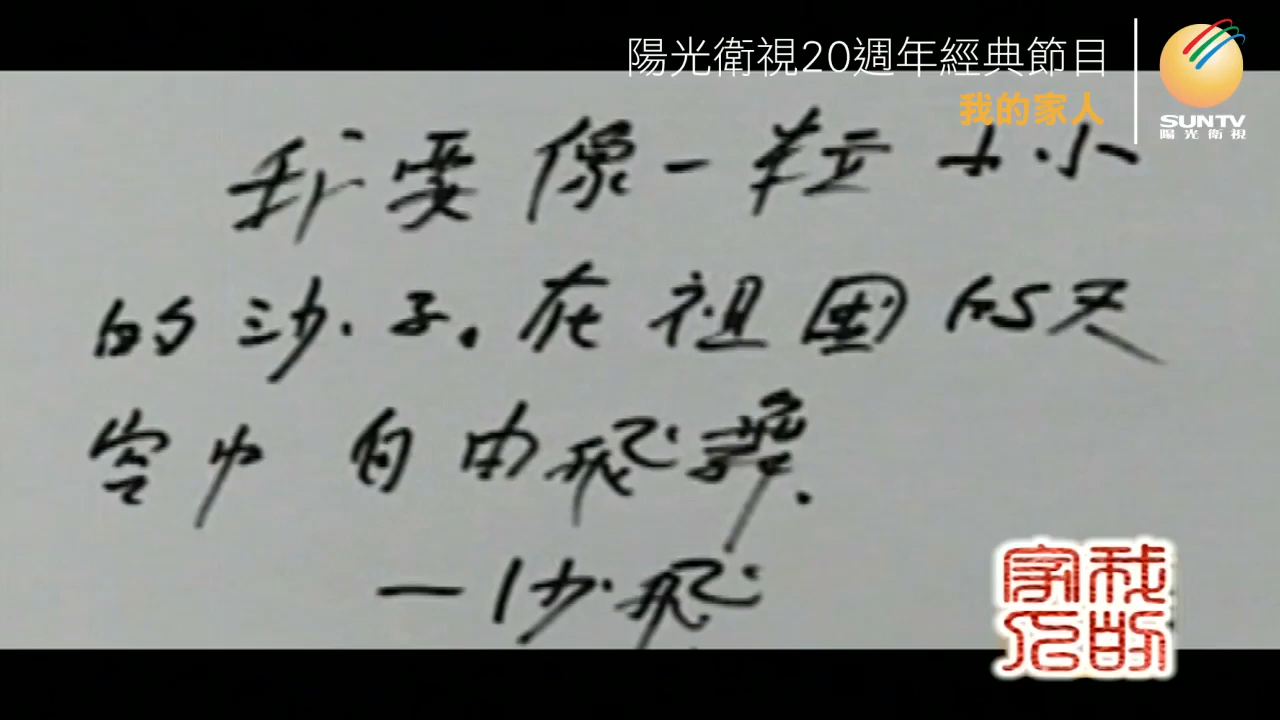 陽光衛視20週年經典節目
我的家人
SUNTV
陽光衛視
我要像一粒小小
的沙子。在祖国的天
空中自由飛舞.
一沙飛
我的
家人